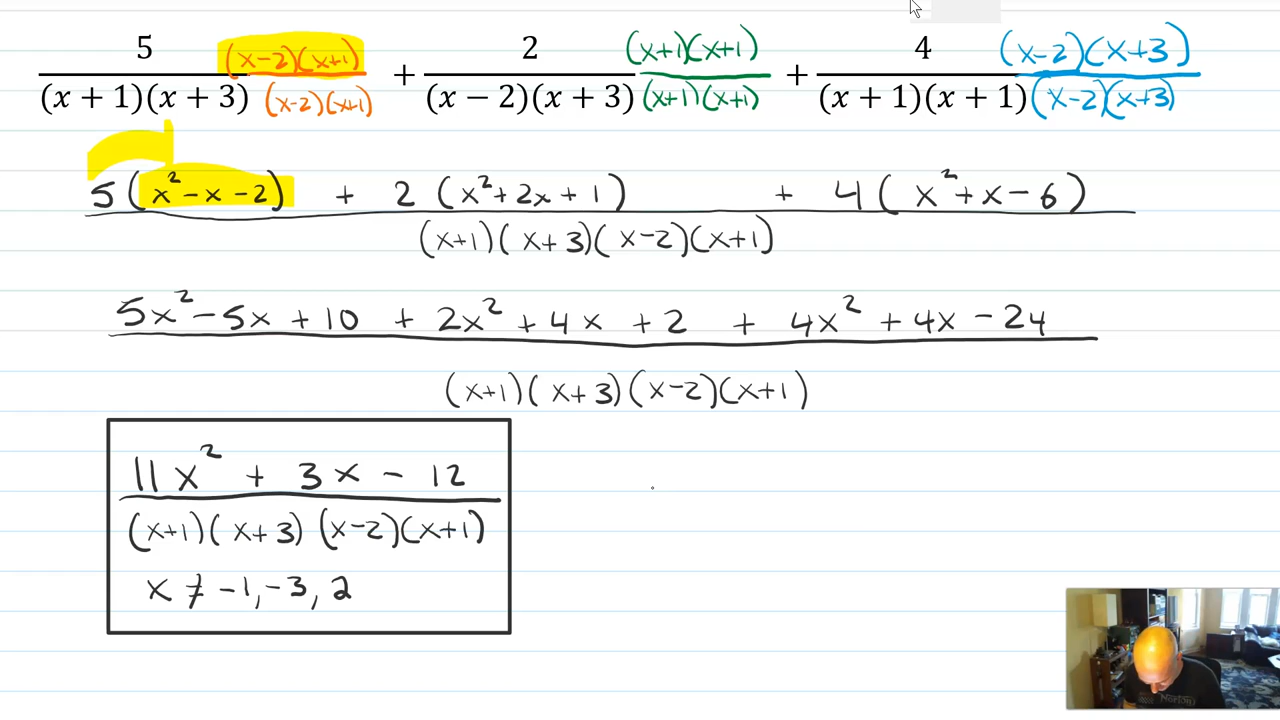 5/((x + 1)(x + 3)) (x-2)(x+1)/((x-2)(x+1)) + 2/((x − 2)(x + 3)) (x+1)(x+1)/((x+1)(x+1)) + 4/((x + 1)(x + 1)) (x-2)(x+3)/((x-2)(x+3))
5(x² - x - 2) + 2(x² + 2x + 1) + 4(x² + x - 6)
(x+1)(x+3)(x-2)(x+1)
5x² - 5x + 10 + 2x² + 4x + 2 + 4x² + 4x - 24
(x+1)(x+3)(x-2)(x+1)
11x² + 3x - 12
(x+1)(x+3)(x-2)(x+1)
x ≠ -1, -3, 2